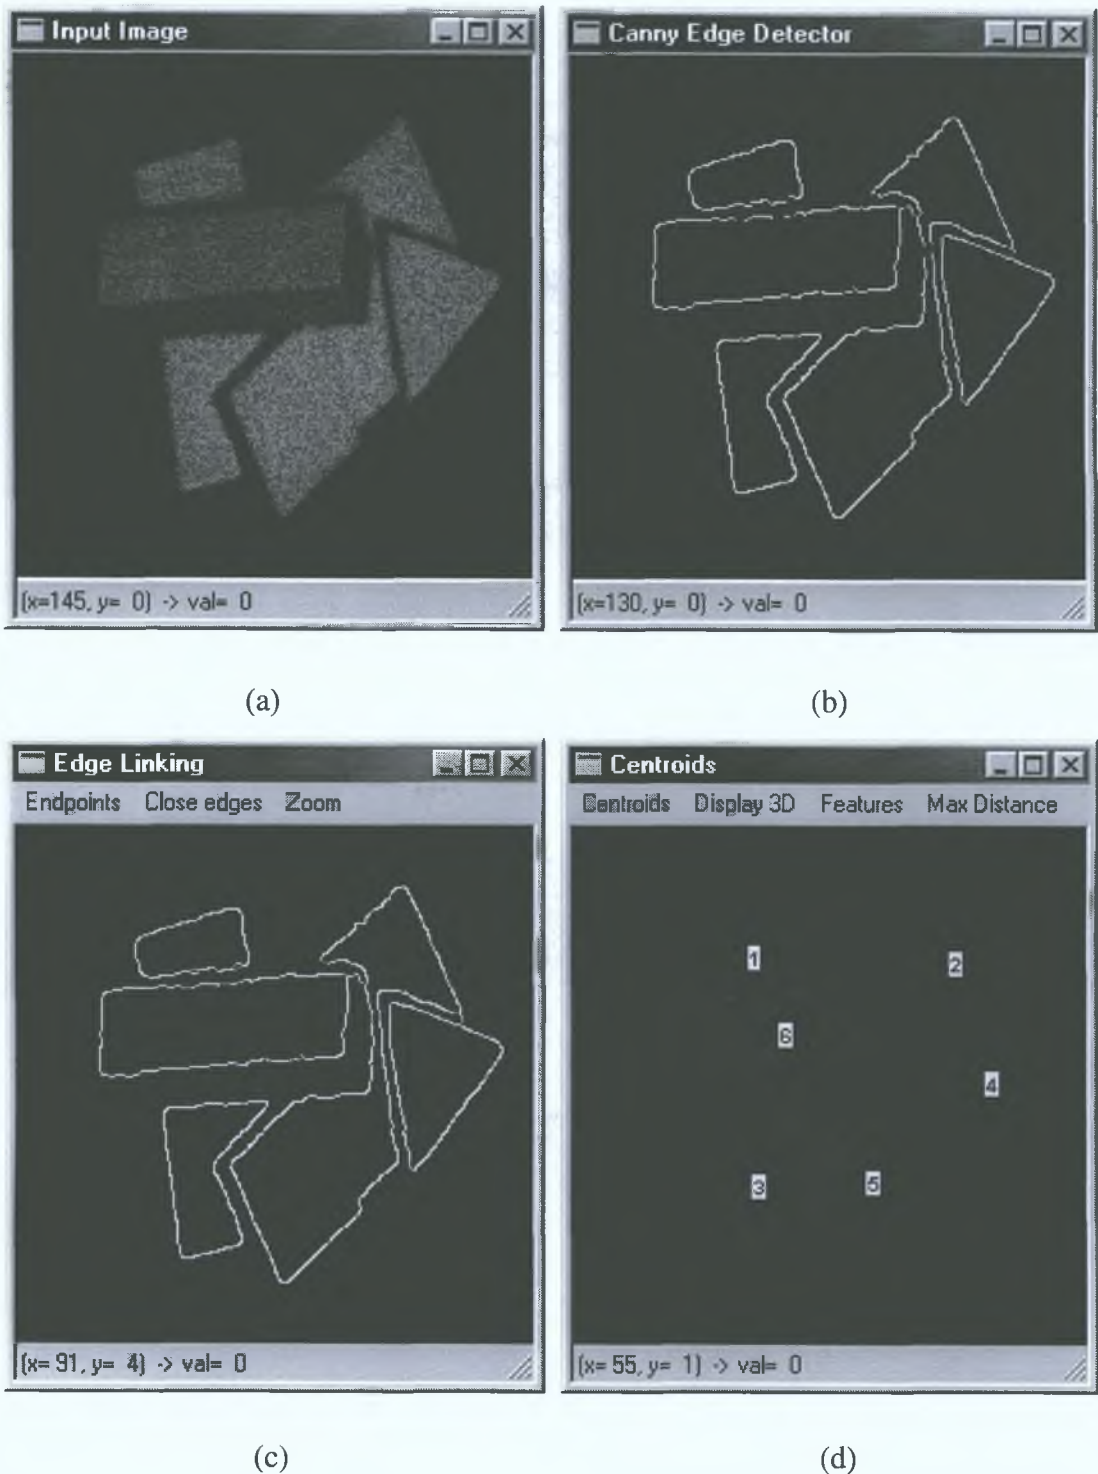 Input Image
(x=145, y= 0) -> val= 0
(a)
Canny Edge Detector
(x=130, y= 0) -> val= 0
(b)
Edge Linking
Endpoints Close edges Zoom
(x= 91, y= 4) -> val= 0
(c)
Centroids
Centroids Display 3D Features Max Distance
1
2
6
4
3
5
(x= 55, y= 1) -> val= 0
(d)